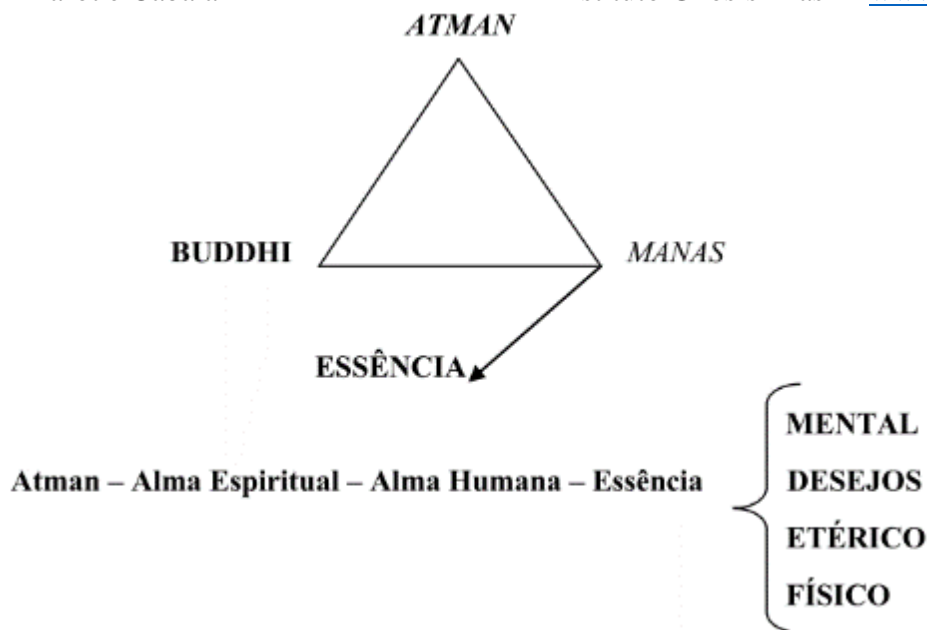 ATMAN
BUDDHI
MANAS
ESSÊNCIA
Atman – Alma Espiritual – Alma Humana – Essência
MENTAL
DESEJOS
ETÉRICO
FÍSICO